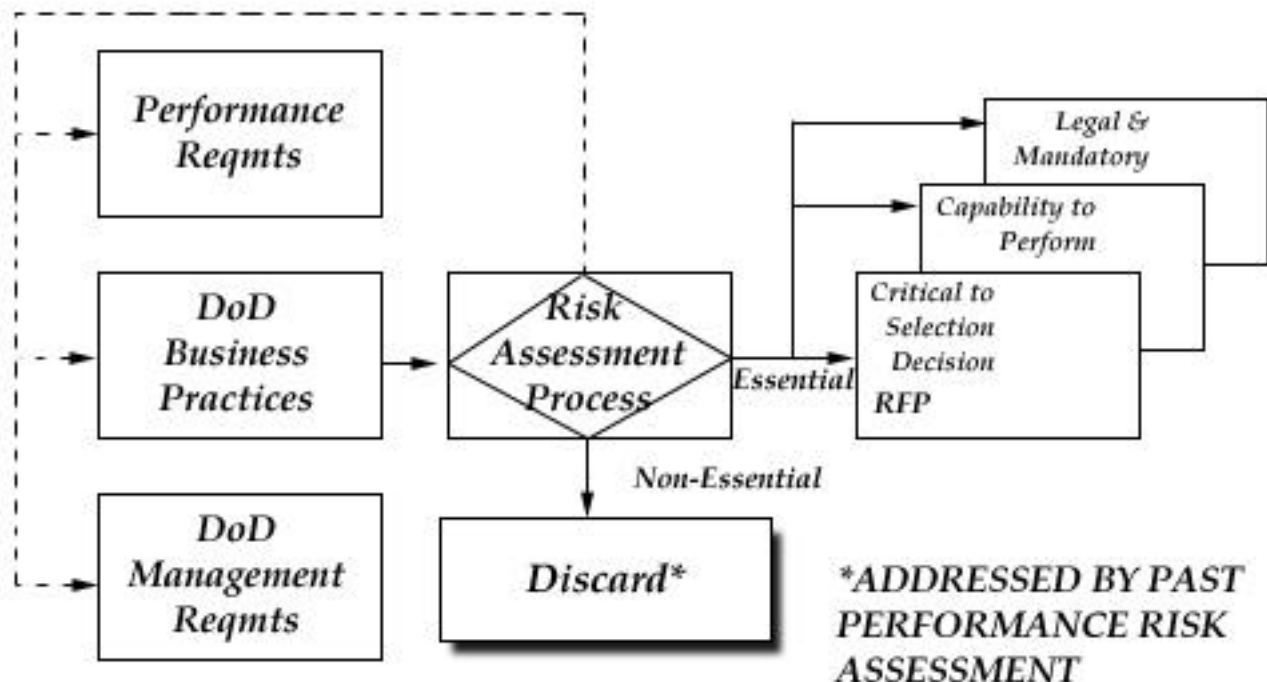 Performance
Reqmts
DoD
Business
Practices
DoD
Management
Reqmts
Risk
Assessment
Process
Essential
Non-Essential
Discard*
Legal &
Mandatory
Capability to
Perform
Critical to
Selection
Decision
RFP
*ADDRESSED BY PAST
PERFORMANCE RISK
ASSESSMENT